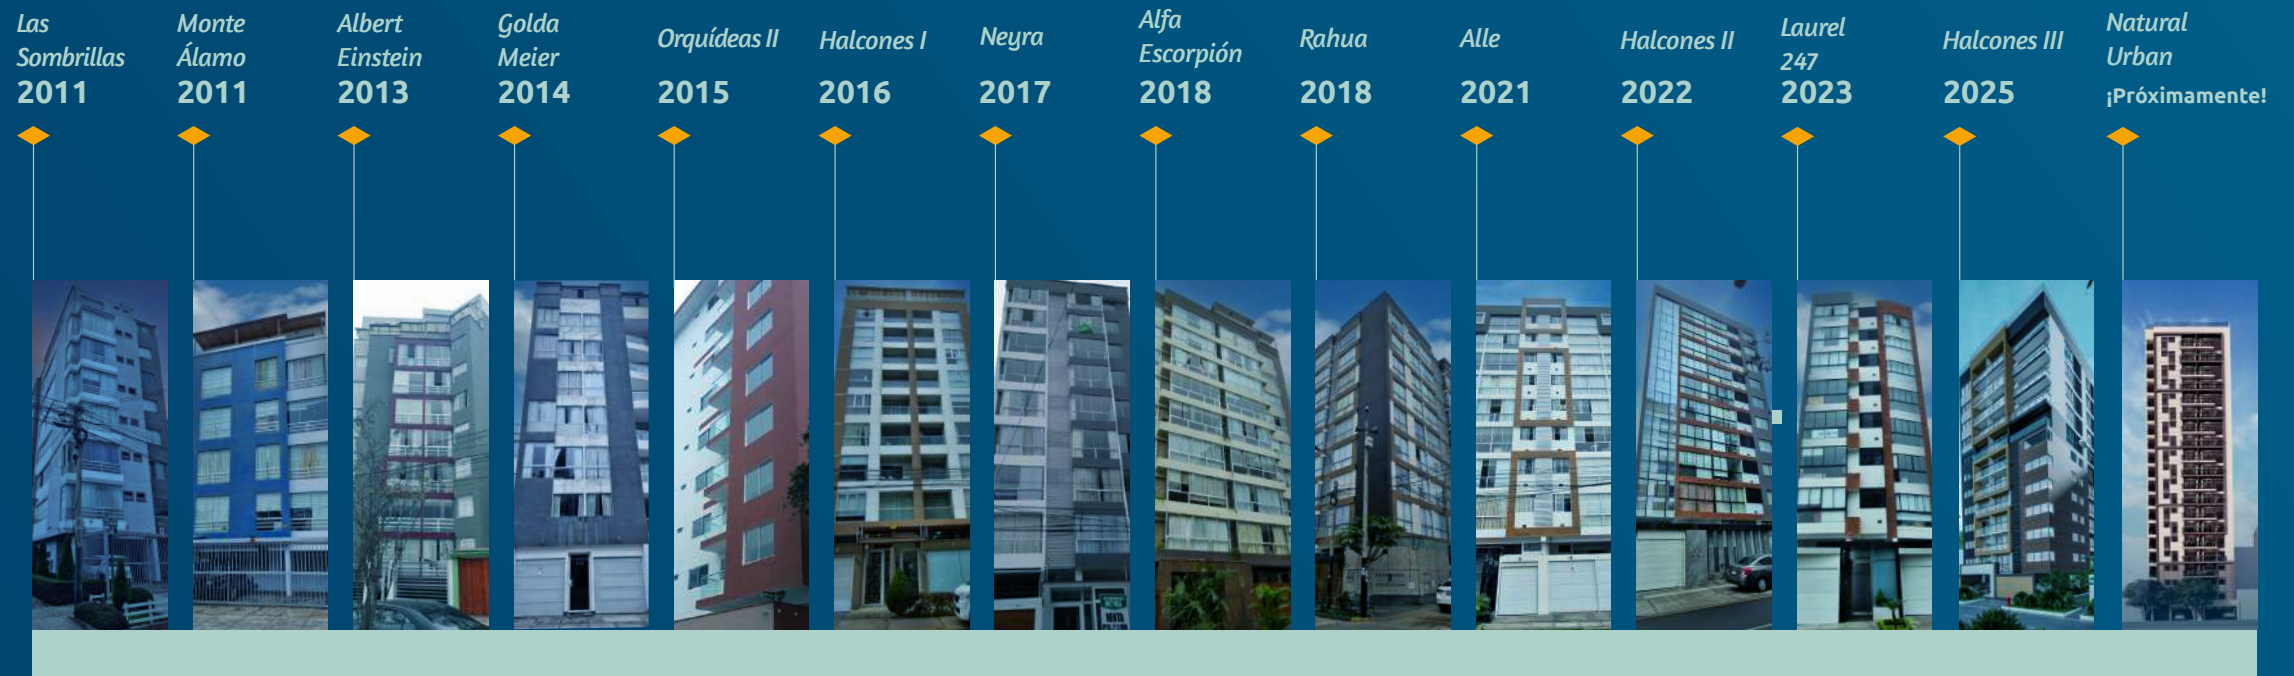 Las
Sombrillas
2011
Monte
Álamo
2011
Albert
Einstein
2013
Golda
Meier
2014
Orquídeas II
2015
Halcones I
2016
Neyra
2017
Alfa
Escorpión
2018
Rahua
2018
Alle
2021
Halcones II
2022
Laurel
247
2023
Halcones III
2025
Natural
Urban
¡Próximamente!